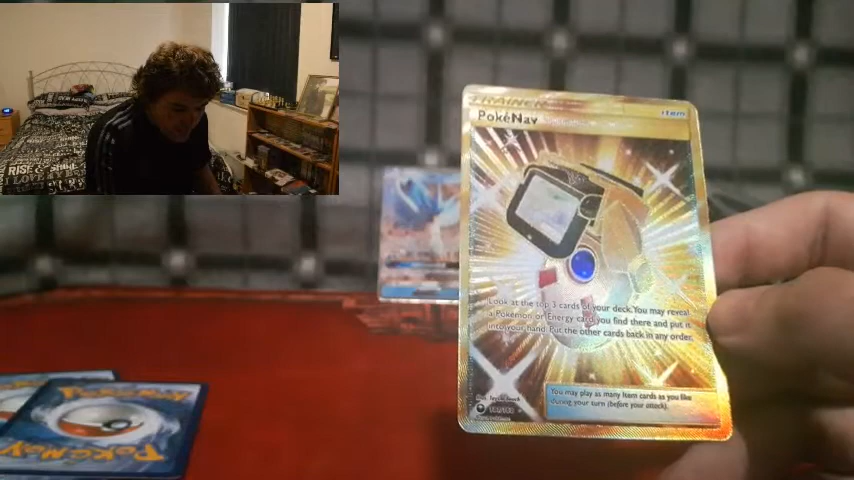 RISE & SHINE
TRAINER
Item
PokéNav
Look at the top 3 cards of your deck. You may reveal
a Pokémon or Energy card you find there and put it
into your hand. Put the other cards back in any order.
You may play as many Item cards as you like
during your turn (before your attack).
Pokémon